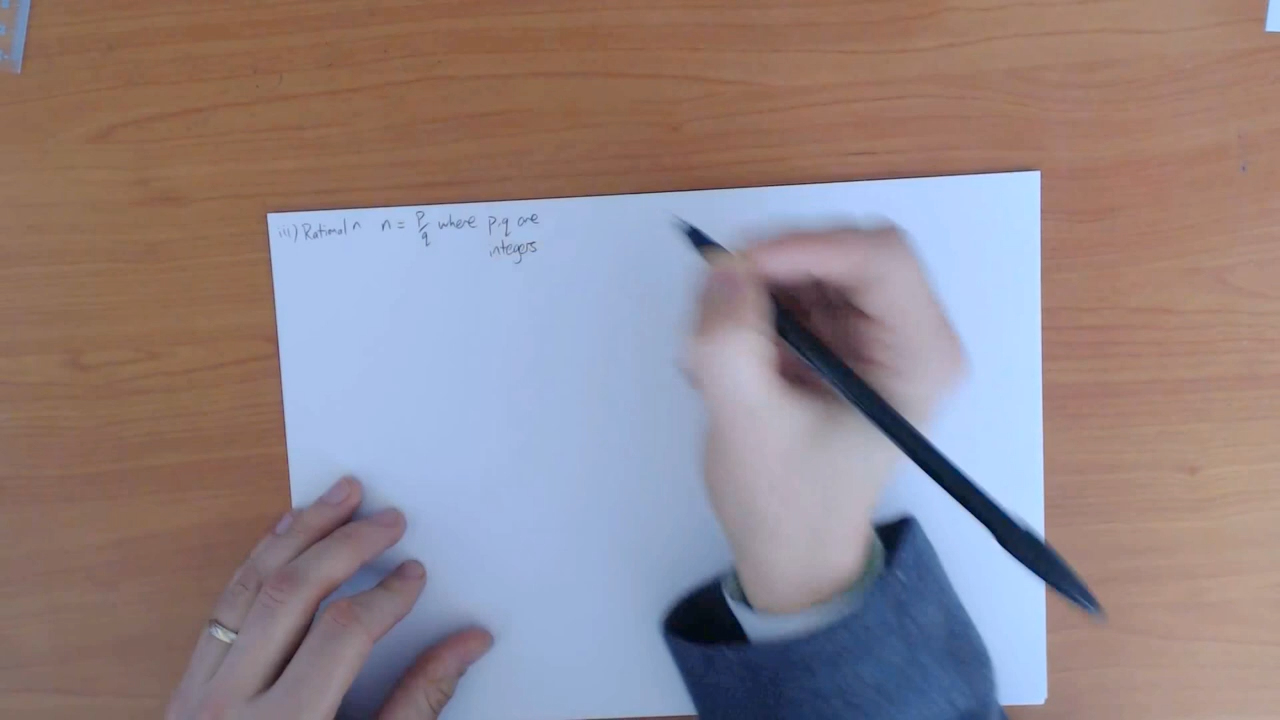 iii) Rational n n = p/q where p,q are
integers